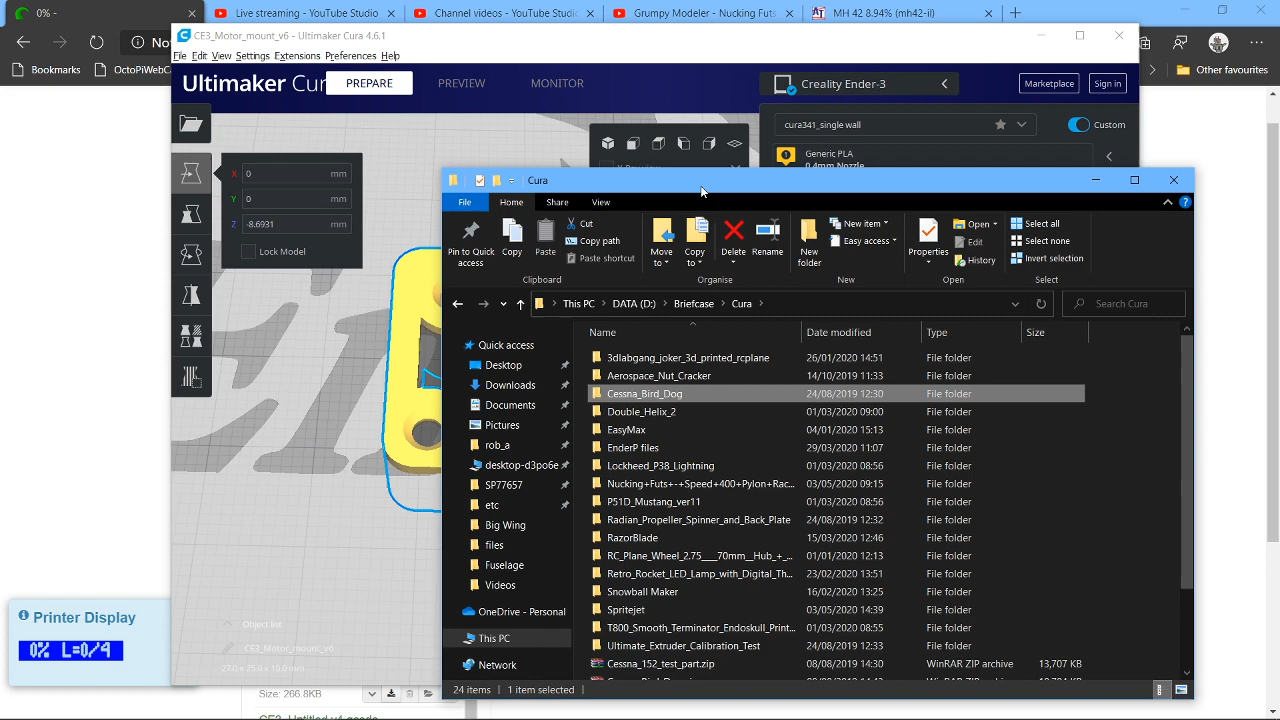 0% -
Live streaming - YouTube Studio
Channel videos - YouTube Studio
Grumpy Modeler - Nucking Futs
MH 42 8.94% (mh42-il)
CE3_Motor_mount_v6 - Ultimaker Cura 4.6.1
No
File Edit View Settings Extensions Preferences Help
Bookmarks
OctoPiWebC
Other favourites
Ultimaker Cur
PREPARE
PREVIEW
MONITOR
Creality Ender-3
Marketplace
Sign in
cura341_single wall
Custom
Generic PLA
0.4mm Nozzle
X 0 mm
Y 0 mm
Z -8.6931 mm
Lock Model
Cura
File Home Share View
Pin to Quick access
Copy
Paste
Cut
Copy path
Paste shortcut
Move to
Copy to
Delete
Rename
New folder
New item
Easy access
Properties
Open
Edit
History
Select all
Select none
Invert selection
Clipboard
Organise
New
Open
Select
This PC > DATA (D:) > Briefcase > Cura >
Search Cura
Name Date modified Type Size
Quick access
Desktop
Downloads
Documents
Pictures
rob_a
desktop-d3po6e
SP77657
etc
Big Wing
files
Fuselage
Videos
OneDrive - Personal
This PC
Network
3dlabgang_joker_3d_printed_rcplane 26/01/2020 14:51 File folder
Aerospace_Nut_Cracker 14/10/2019 11:33 File folder
Cessna_Bird_Dog 24/08/2019 12:30 File folder
Double_Helix_2 01/03/2020 09:00 File folder
EasyMax 04/01/2020 15:13 File folder
EnderP files 29/03/2020 11:07 File folder
Lockheed_P38_Lightning 01/03/2020 08:56 File folder
Nucking+Futs+-+Speed+400+Pylon+Rac... 03/05/2020 09:15 File folder
P51D_Mustang_ver11 01/03/2020 08:56 File folder
Radian_Propeller_Spinner_and_Back_Plate 24/08/2019 12:32 File folder
RazorBlade 15/03/2020 12:46 File folder
RC_Plane_Wheel_2.75___70mm__Hub_+_... 01/01/2020 12:13 File folder
Retro_Rocket_LED_Lamp_with_Digital_Th... 23/02/2020 13:51 File folder
Snowball Maker 16/02/2020 13:25 File folder
Spritejet 03/05/2020 14:39 File folder
T800_Smooth_Terminator_Endoskull_Print... 01/03/2020 08:55 File folder
Ultimate_Extruder_Calibration_Test 24/08/2019 12:33 File folder
Cessna_152_test_part.zip 08/08/2019 14:30 WinRAR ZIP archive 13,707 KB
24 items 1 item selected
Printer Display
0% L=0/4
Object list
CE3_Motor_mount_v6
27.0 x 25.0 x 10.0 mm
Size: 266.8KB